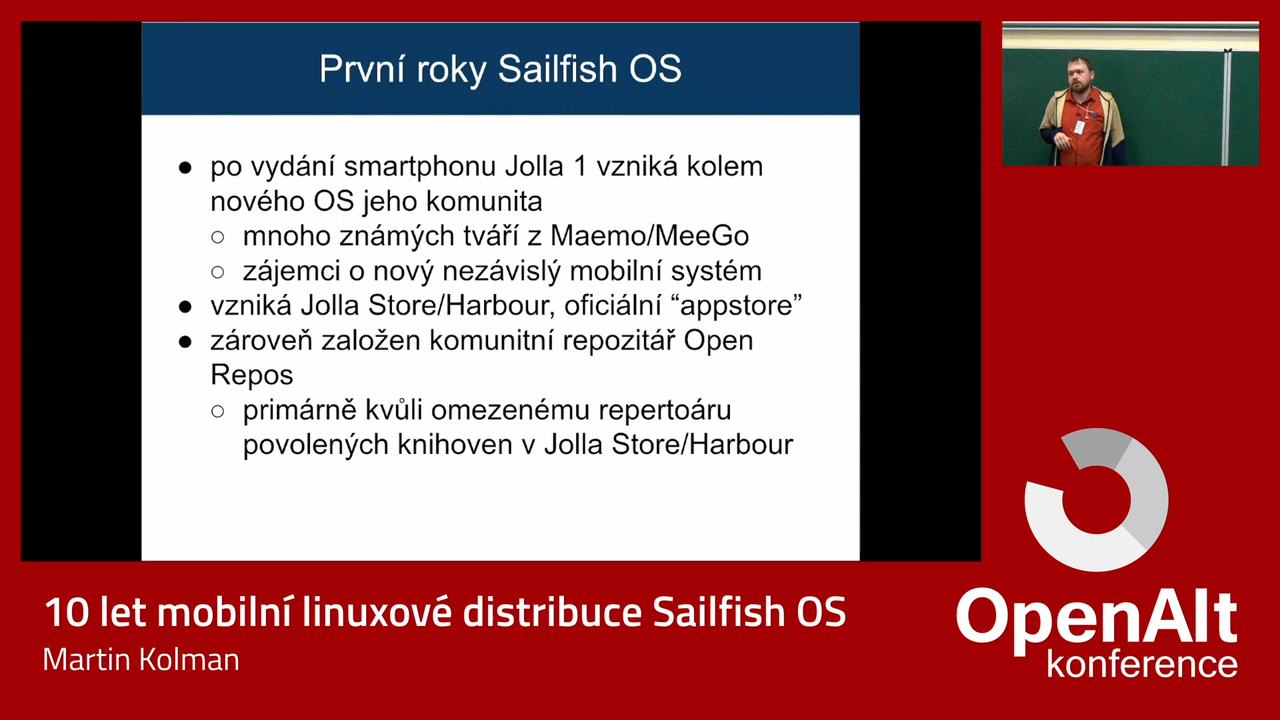 První roky Sailfish OS
● po vydání smartphonu Jolla 1 vzniká kolem
nového OS jeho komunita
○ mnoho známých tváří z Maemo/MeeGo
○ zájemci o nový nezávislý mobilní systém
● vzniká Jolla Store/Harbour, oficiální “appstore”
● zároveň založen komunitní repozitář Open
Repos
○ primárně kvůli omezenému repertoáru
povolených knihoven v Jolla Store/Harbour
10 let mobilní linuxové distribuce Sailfish OS
Martin Kolman
OpenAlt
konference